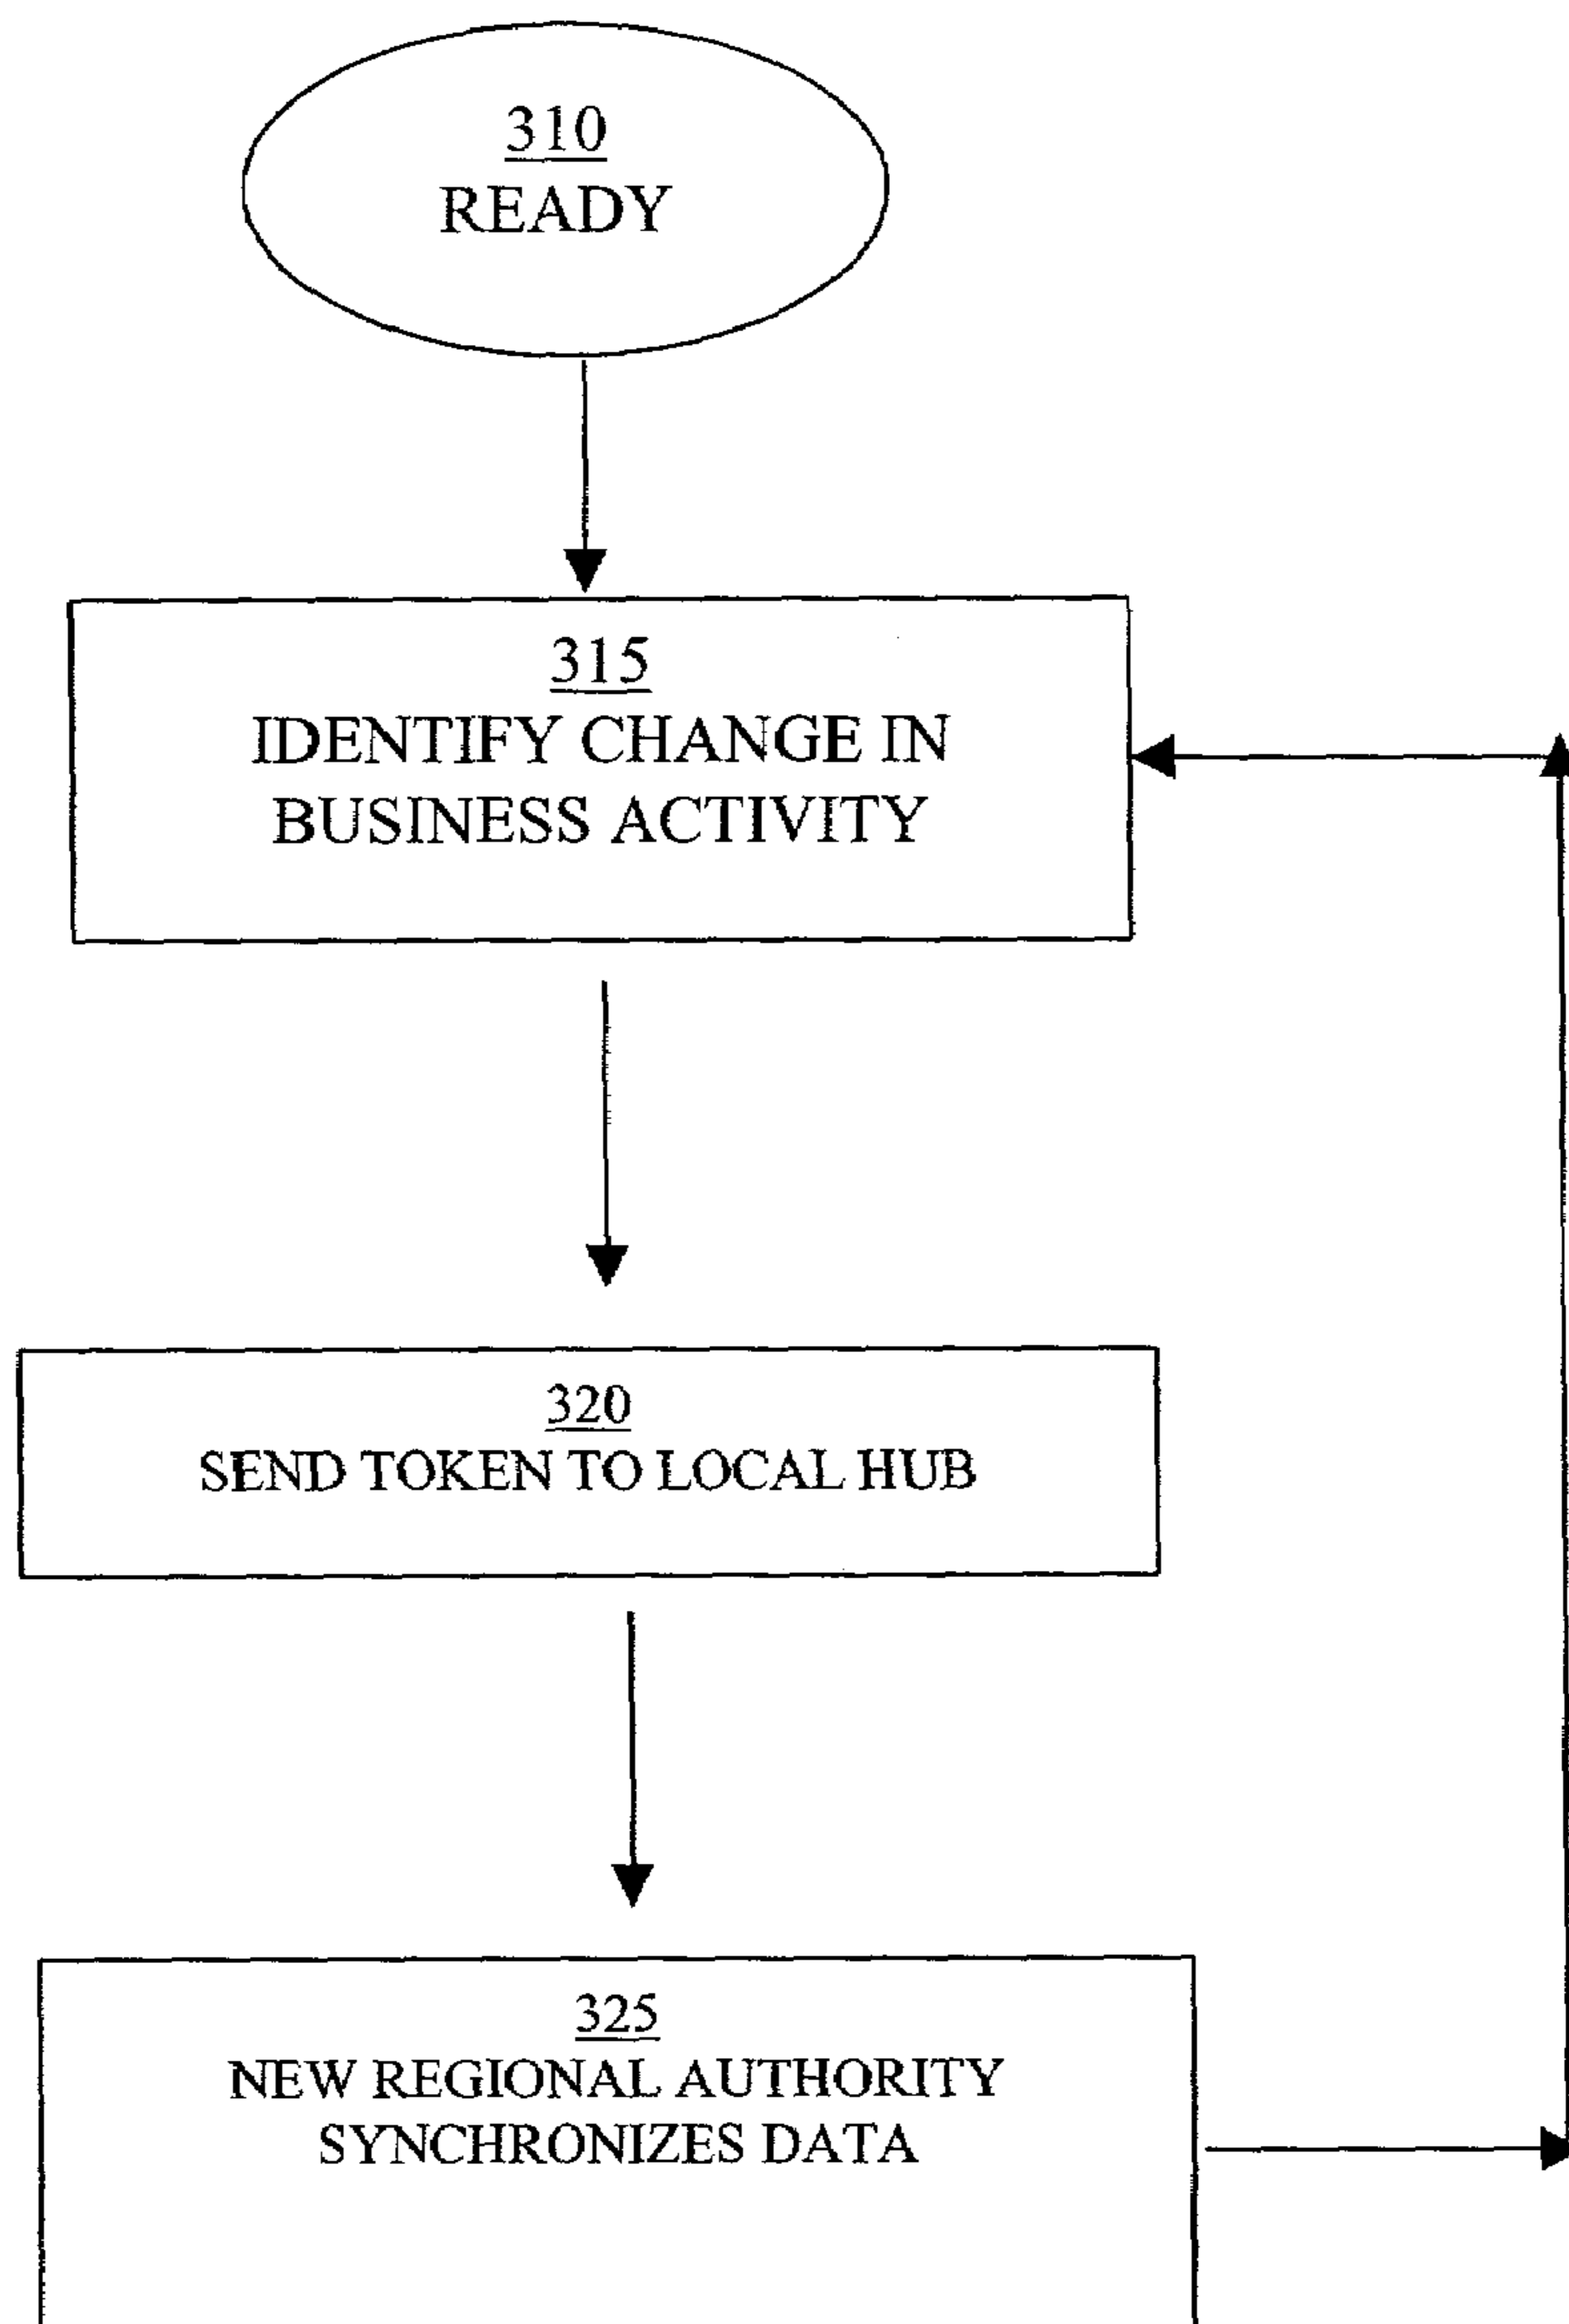 310
READY
315
IDENTIFY CHANGE IN
BUSINESS ACTIVITY
320
SEND TOKEN TO LOCAL HUB
325
NEW REGIONAL AUTHORITY
SYNCHRONIZES DATA